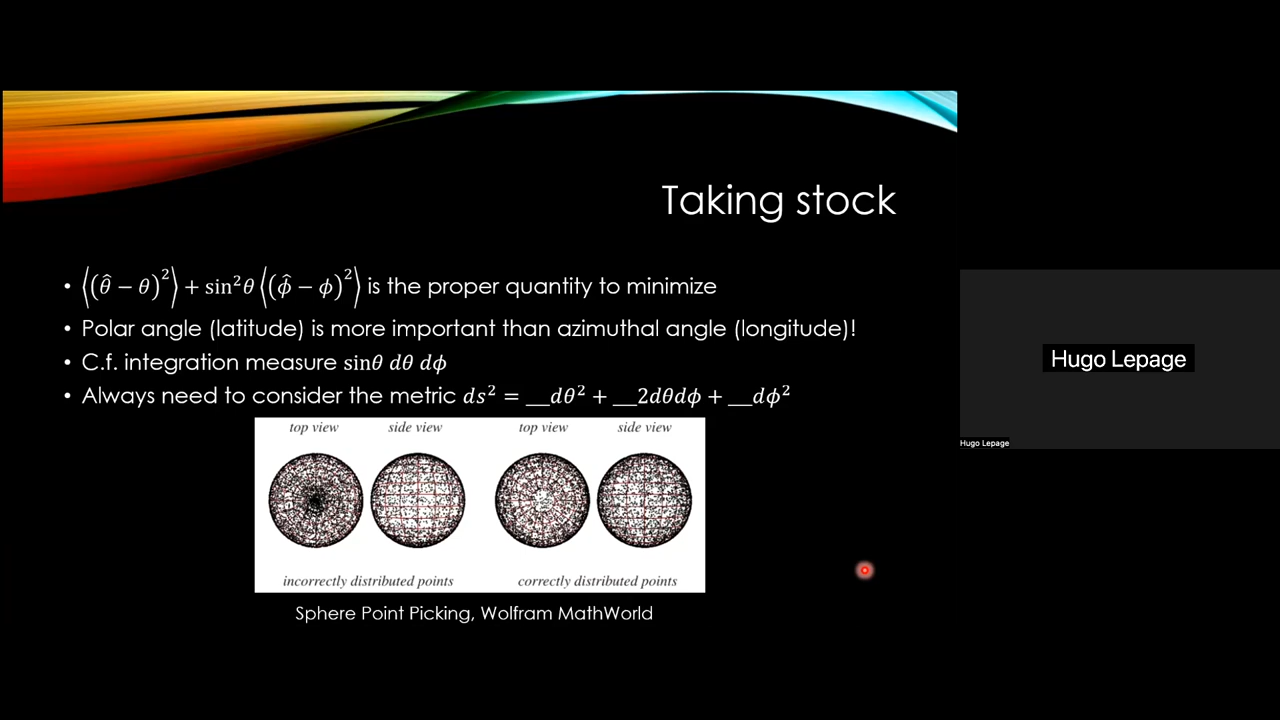 Taking stock
• ⟨(θ̂ − θ)²⟩ + sin²θ ⟨(ϕ̂ − ϕ)²⟩ is the proper quantity to minimize
• Polar angle (latitude) is more important than azimuthal angle (longitude)!
• C.f. integration measure sinθ dθ dϕ
• Always need to consider the metric ds² = __dθ² + __2dθdϕ + __dϕ²
top view side view top view side view
incorrectly distributed points correctly distributed points
Sphere Point Picking, Wolfram MathWorld
Hugo Lepage
Hugo Lepage